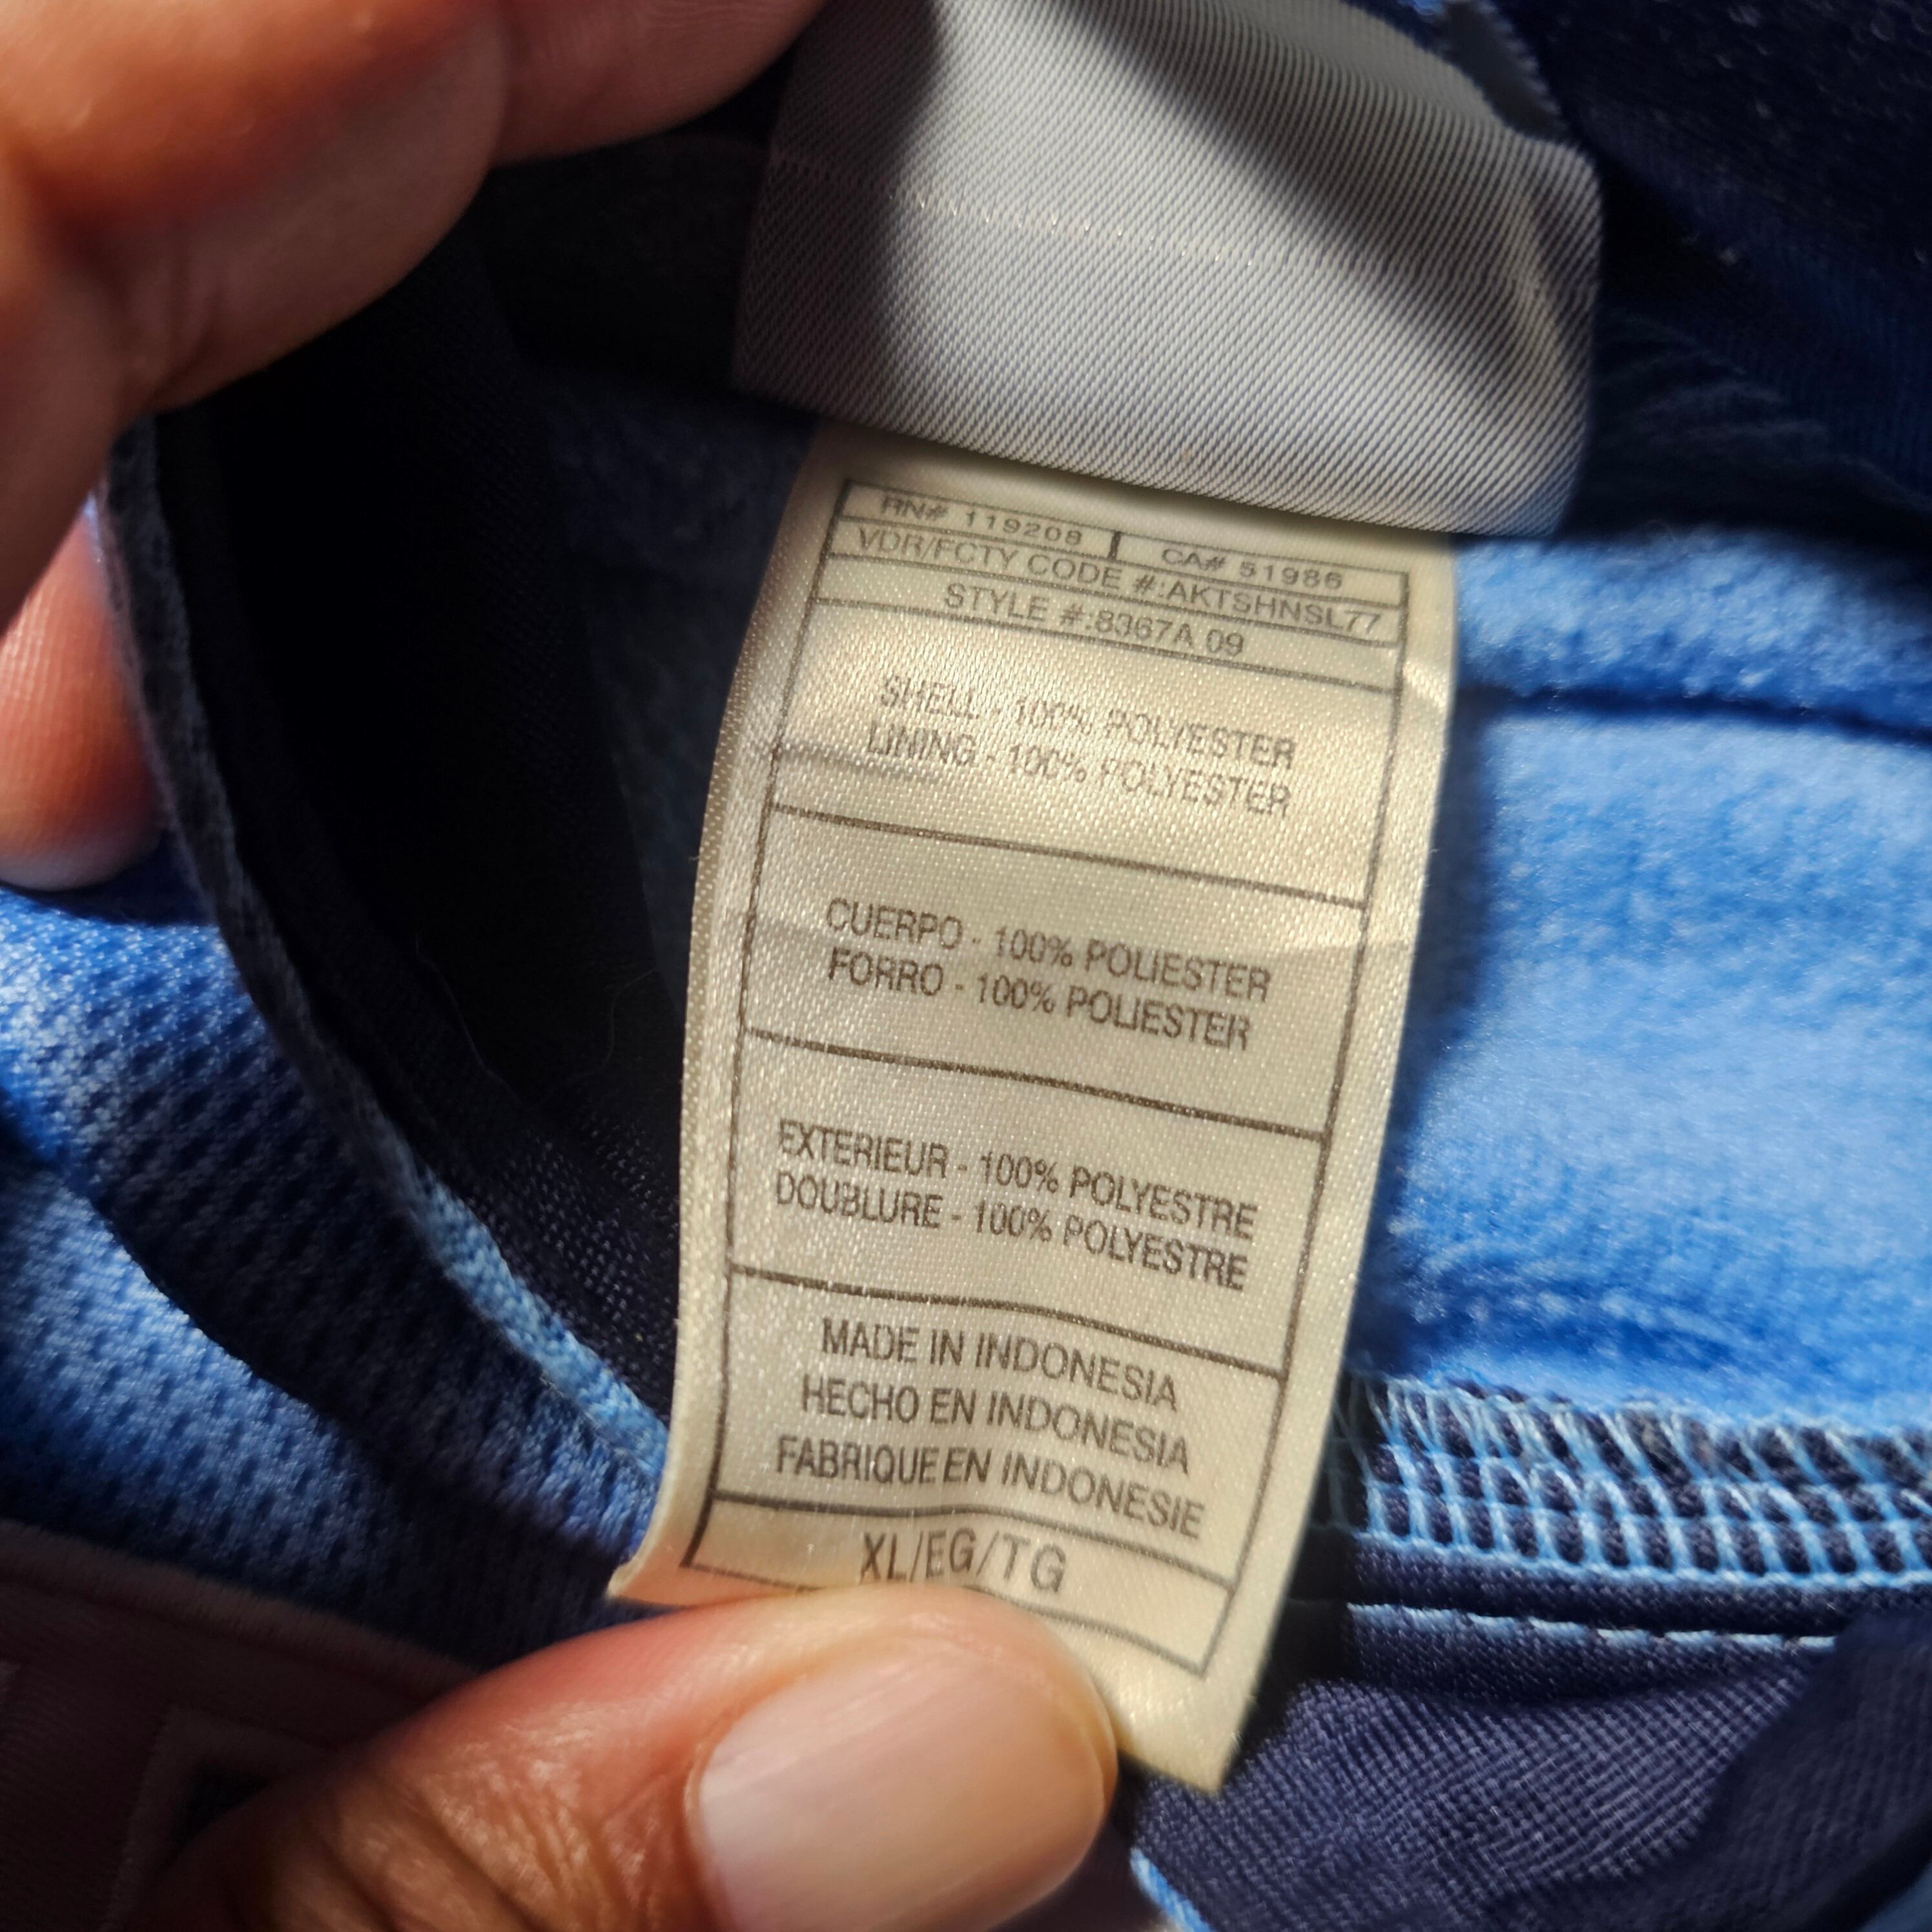 RN# 119208 CA# 51986
VDR/FCTY CODE #:AKTSHNSL77
STYLE #:8367A 09
SHELL - 100% POLYESTER
LINING - 100% POLYESTER
CUERPO - 100% POLIESTER
FORRO - 100% POLIESTER
EXTERIEUR - 100% POLYESTRE
DOUBLURE - 100% POLYESTRE
MADE IN INDONESIA
HECHO EN INDONESIA
FABRIQUE EN INDONESIE
XL/EG/TG